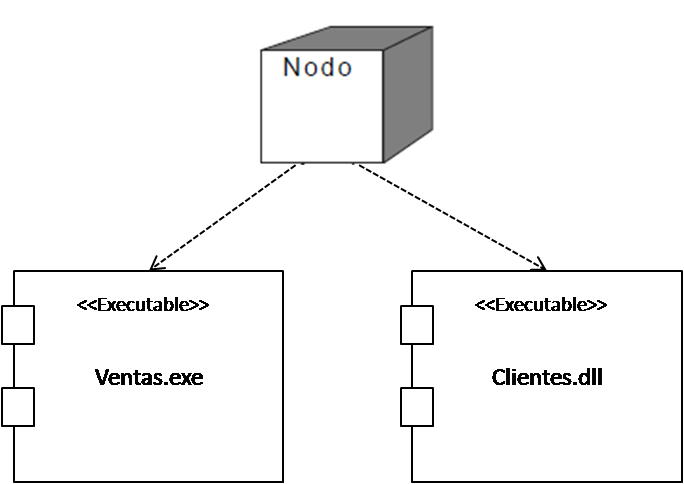 Nodo
<<Executable>>
Ventas.exe
<<Executable>>
Clientes.dll